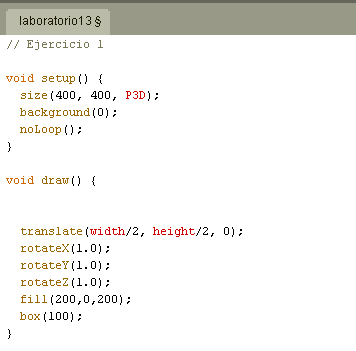 laboratorio13 §
// Ejercicio 1
void setup() {
size(400, 400, P3D);
background(0);
noLoop();
}
void draw() {
translate(width/2, height/2, 0);
rotateX(1.0);
rotateY(1.0);
rotateZ(1.0);
fill(200,0,200);
box(100);
}